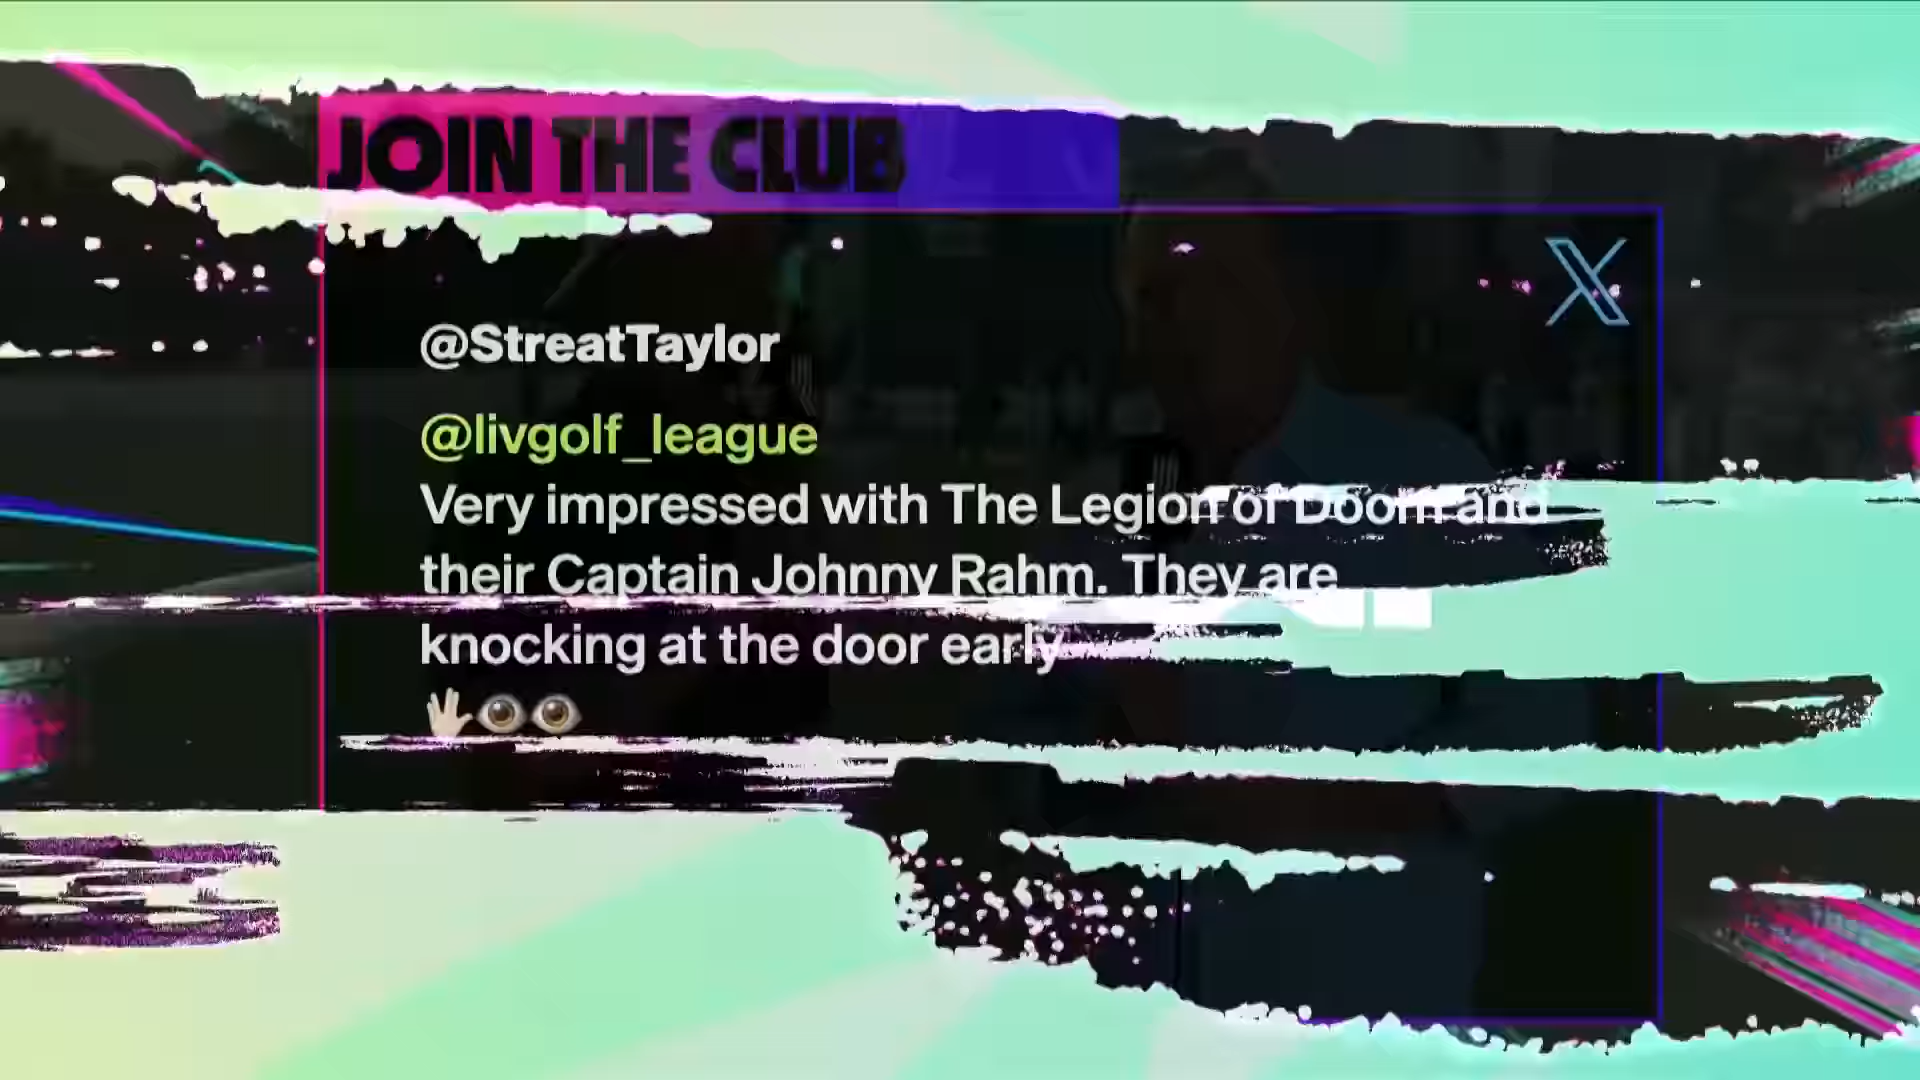 JOIN THE CLUB
@StreatTaylor
@livgolf_league
Very impressed with The Legion of Doom and
their Captain Johnny Rahm. They are
knocking at the door early
🖖🏻👁️👁️